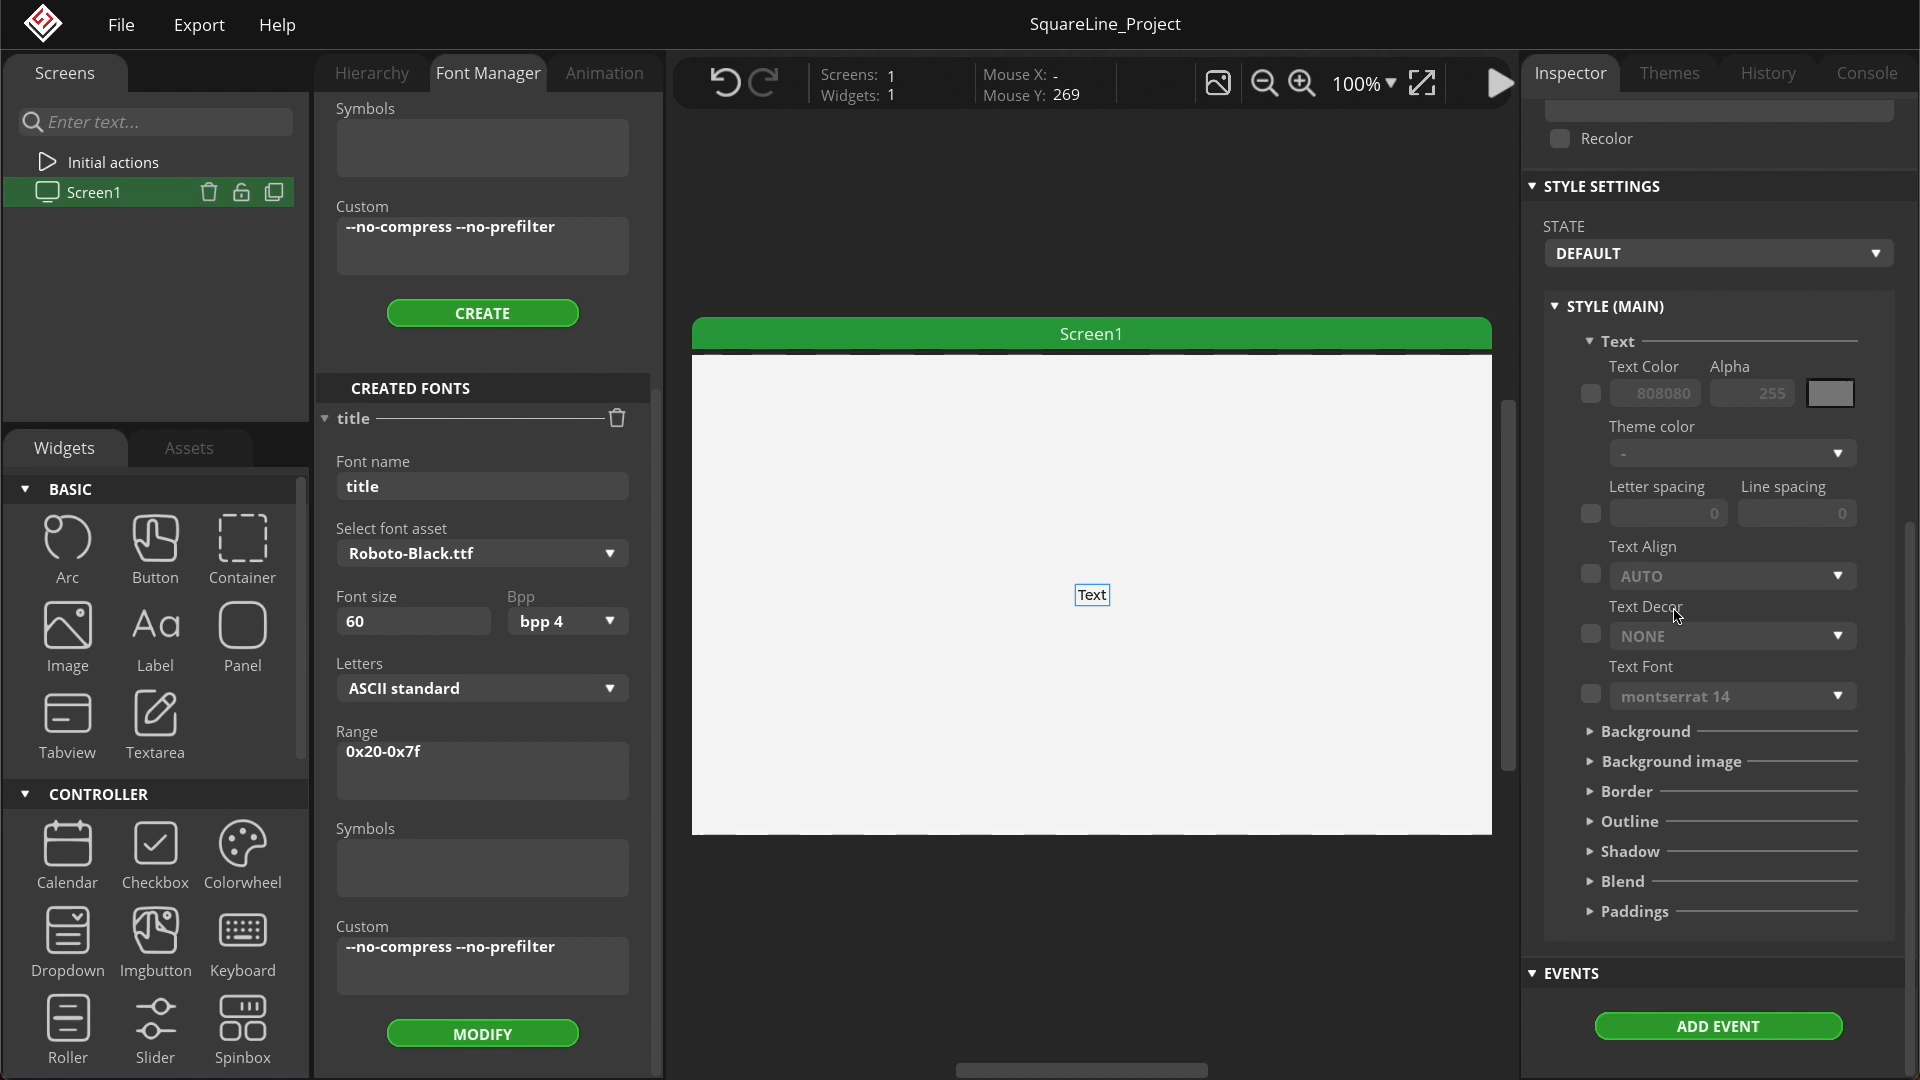 File Export Help
SquareLine_Project
Screens
Enter text...
Initial actions
Screen1
Widgets Assets
BASIC
Arc Button Container
Image Label Panel
Tabview Textarea
CONTROLLER
Calendar Checkbox Colorwheel
Dropdown Imgbutton Keyboard
Roller Slider Spinbox
Hierarchy Font Manager Animation
Symbols
Custom
--no-compress --no-prefilter
CREATE
CREATED FONTS
title
Font name
title
Select font asset
Roboto-Black.ttf
Font size Bpp
60 bpp 4
Letters
ASCII standard
Range
0x20-0x7f
Symbols
Custom
--no-compress --no-prefilter
MODIFY
Screens: 1 Mouse X: -
Widgets: 1 Mouse Y: 269
100%
Screen1
Text
Inspector Themes History Console
Recolor
STYLE SETTINGS
STATE
DEFAULT
STYLE (MAIN)
Text
Text Color Alpha
808080 255
Theme color
-
Letter spacing Line spacing
0 0
Text Align
AUTO
Text Decor
NONE
Text Font
montserrat 14
Background
Background image
Border
Outline
Shadow
Blend
Paddings
EVENTS
ADD EVENT